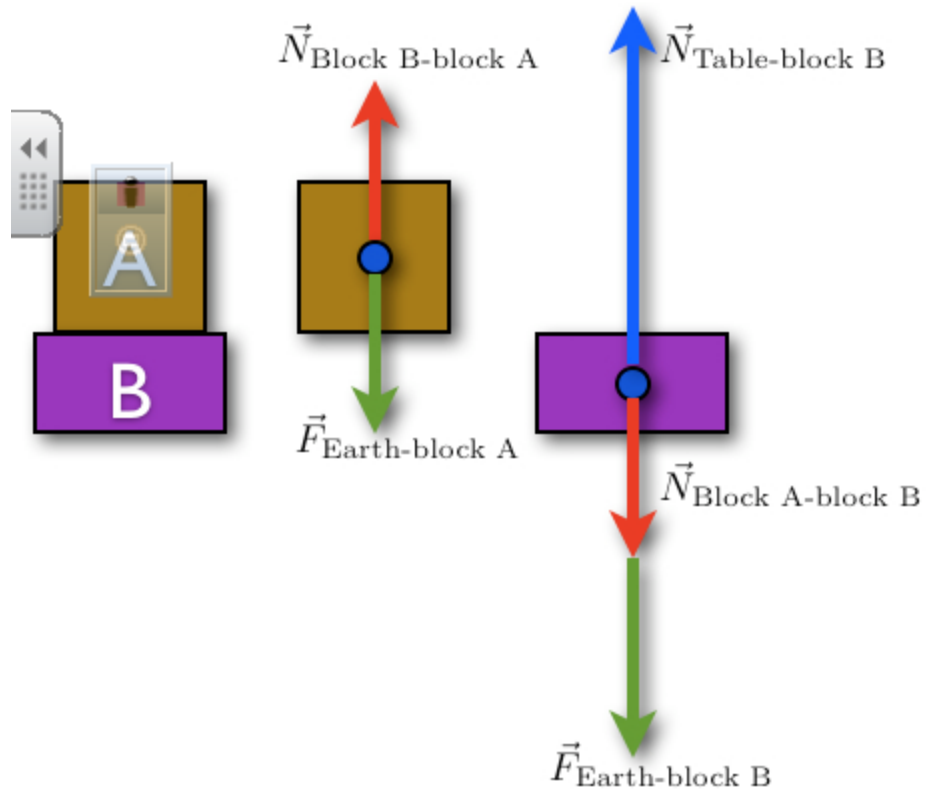 N⃗ Block B-block A
N⃗ Table-block B
A
B
F⃗ Earth-block A
N⃗ Block A-block B
F⃗ Earth-block B